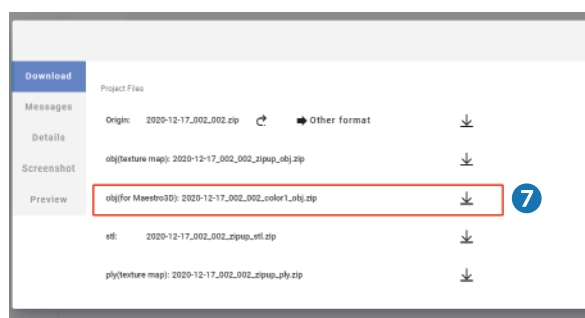 Download
Messages
Details
Screenshot
Preview
Project Files
Origin: 2020-12-17_002_002.zip Other format
obj(texture map): 2020-12-17_002_002_zipup_obj.zip
obj(for Maestro3D): 2020-12-17_002_002_color1_obj.zip
7
stl: 2020-12-17_002_002_zipup_stl.zip
ply(texture map): 2020-12-17_002_002_zipup_ply.zip